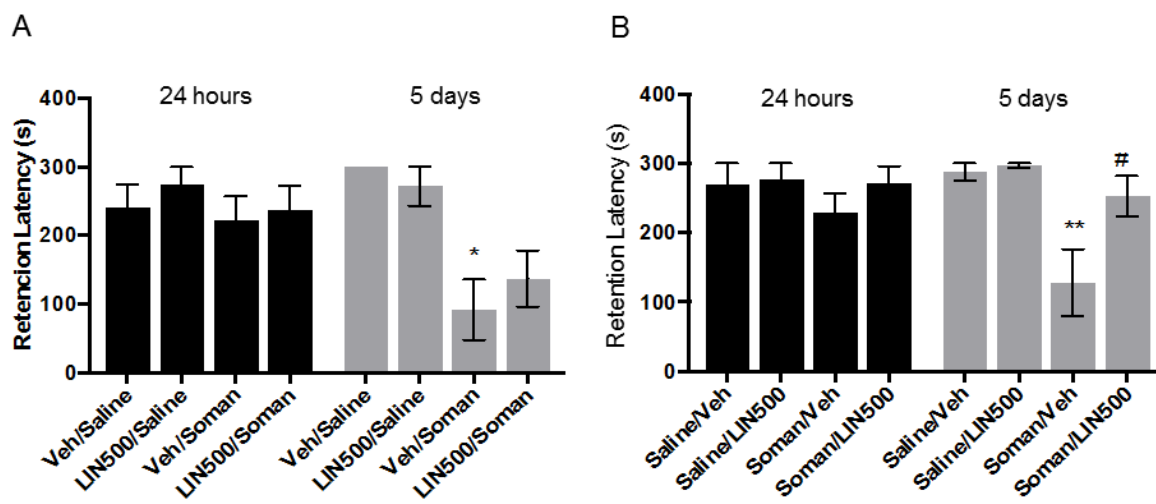 A
24 hours
5 days
Retencion Latency (s)
400
300
200
100
0
Veh/Saline
LIN500/Saline
Veh/Soman
LIN500/Soman
Veh/Saline
LIN500/Saline
Veh/Soman
LIN500/Soman
*
B
24 hours
5 days
Retention Latency (s)
400
300
200
100
0
Saline/Veh
Saline/LIN500
Soman/Veh
Soman/LIN500
Saline/Veh
Saline/LIN500
Soman/Veh
Soman/LIN500
**
#